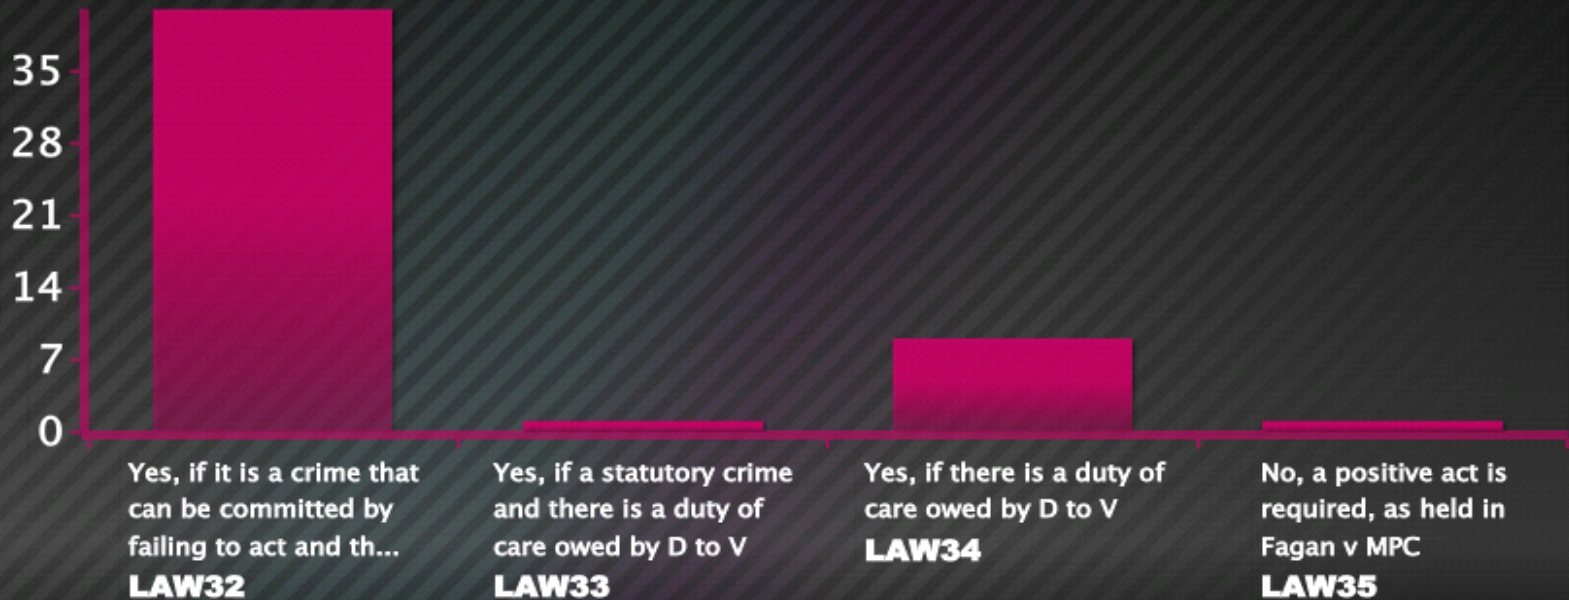 35
28
21
14
7
0
Yes, if it is a crime that
can be committed by
failing to act and th...
LAW32
Yes, if a statutory crime
and there is a duty of
care owed by D to V
LAW33
Yes, if there is a duty of
care owed by D to V
LAW34
No, a positive act is
required, as held in
Fagan v MPC
LAW35